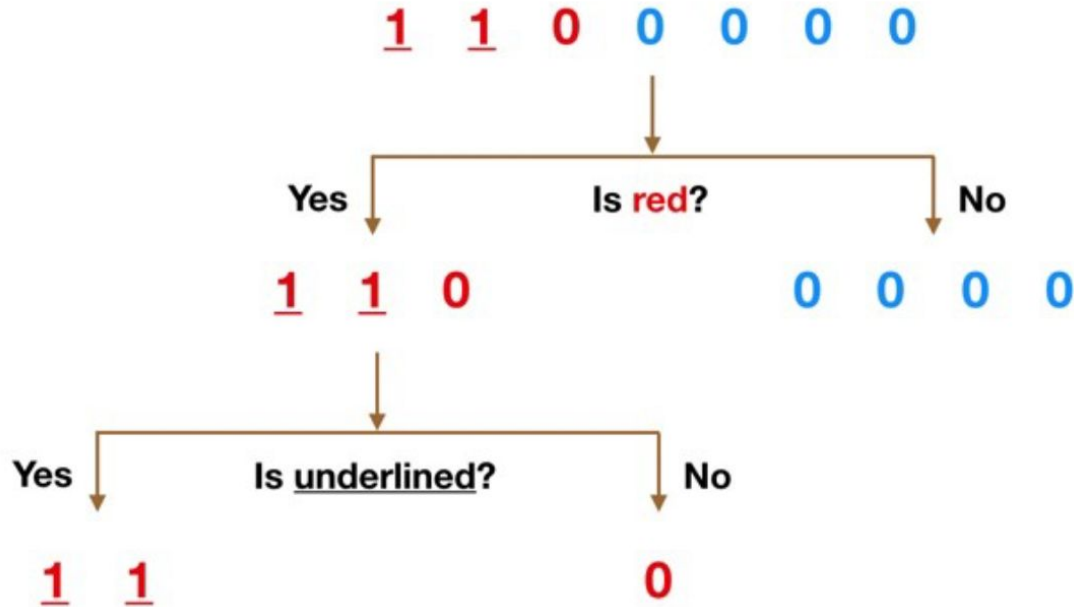 1 1 0 0 0 0 0
Yes Is red? No
1 1 0 0 0 0 0
Yes Is underlined? No
1 1 0